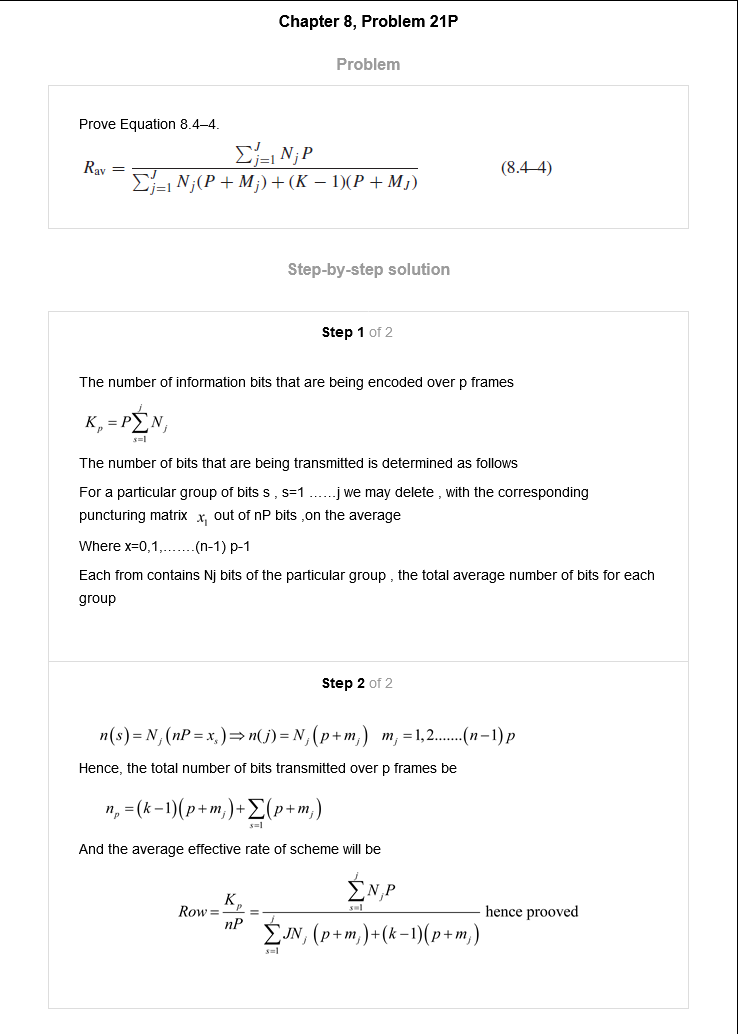 Chapter 8, Problem 21P
Problem
Prove Equation 8.4–4.
R_av = \frac{\sum_{j=1}^{J} N_j P}{\sum_{j=1}^{J} N_j(P + M_j) + (K − 1)(P + M_J)} (8.4–4)
Step-by-step solution
Step 1 of 2
The number of information bits that are being encoded over p frames
K_p = P\sum_{s=1}^{j} N_j
The number of bits that are being transmitted is determined as follows
For a particular group of bits s , s=1 ......j we may delete , with the corresponding
puncturing matrix x_1 out of nP bits ,on the average
Where x=0,1,.......(n-1) p-1
Each from contains Nj bits of the particular group , the total average number of bits for each
group
Step 2 of 2
n(s) = N_j (nP = x_s) ⇒ n(j) = N_j (p + m_j) m_j = 1,2.......(n−1) p
Hence, the total number of bits transmitted over p frames be
n_p = (k−1)(p + m_j) + \sum_{s=1} (p + m_j)
And the average effective rate of scheme will be
Row = \frac{K_p}{nP} = \frac{\sum_{s=1}^{j} N_j P}{\sum_{s=1}^{j} JN_j (p + m_j) + (k−1)(p + m_j)} hence prooved